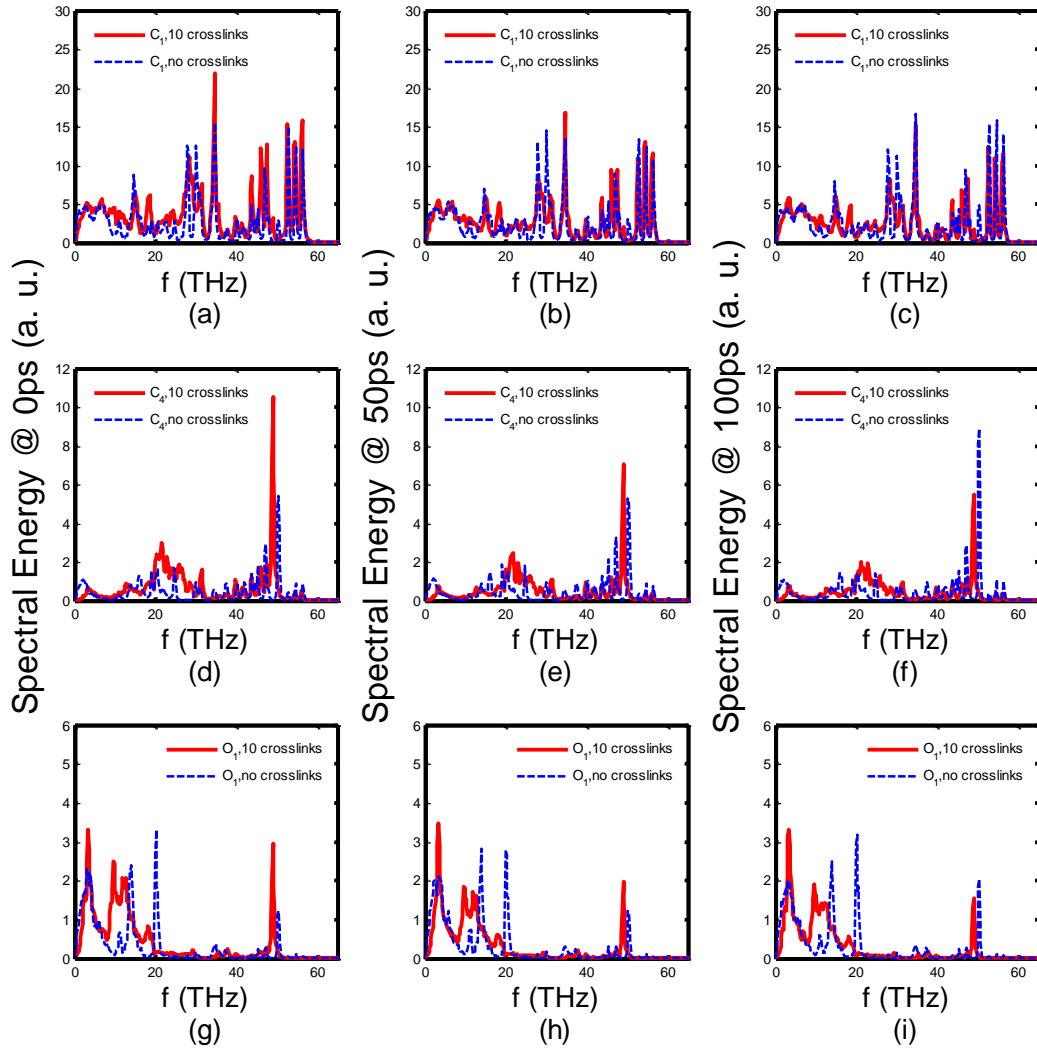 Spectral Energy @ 0ps (a. u.)
Spectral Energy @ 50ps (a. u.)
Spectral Energy @ 100ps (a. u.)
30
25
20
15
10
5
0
C₁,10 crosslinks
C₁,no crosslinks
0 20 40 60
f (THz)
(a)
30
25
20
15
10
5
0
C₁,10 crosslinks
C₁,no crosslinks
0 20 40 60
f (THz)
(b)
30
25
20
15
10
5
0
C₁,10 crosslinks
C₁,no crosslinks
0 20 40 60
f (THz)
(c)
12
10
8
6
4
2
0
C₄,10 crosslinks
C₄,no crosslinks
0 20 40 60
f (THz)
(d)
12
10
8
6
4
2
0
C₄,10 crosslinks
C₄,no crosslinks
0 20 40 60
f (THz)
(e)
12
10
8
6
4
2
0
C₄,10 crosslinks
C₄,no crosslinks
0 20 40 60
f (THz)
(f)
6
5
4
3
2
1
0
O₁,10 crosslinks
O₁,no crosslinks
0 20 40 60
f (THz)
(g)
6
5
4
3
2
1
0
O₁,10 crosslinks
O₁,no crosslinks
0 20 40 60
f (THz)
(h)
6
5
4
3
2
1
0
O₁,10 crosslinks
O₁,no crosslinks
0 20 40 60
f (THz)
(i)